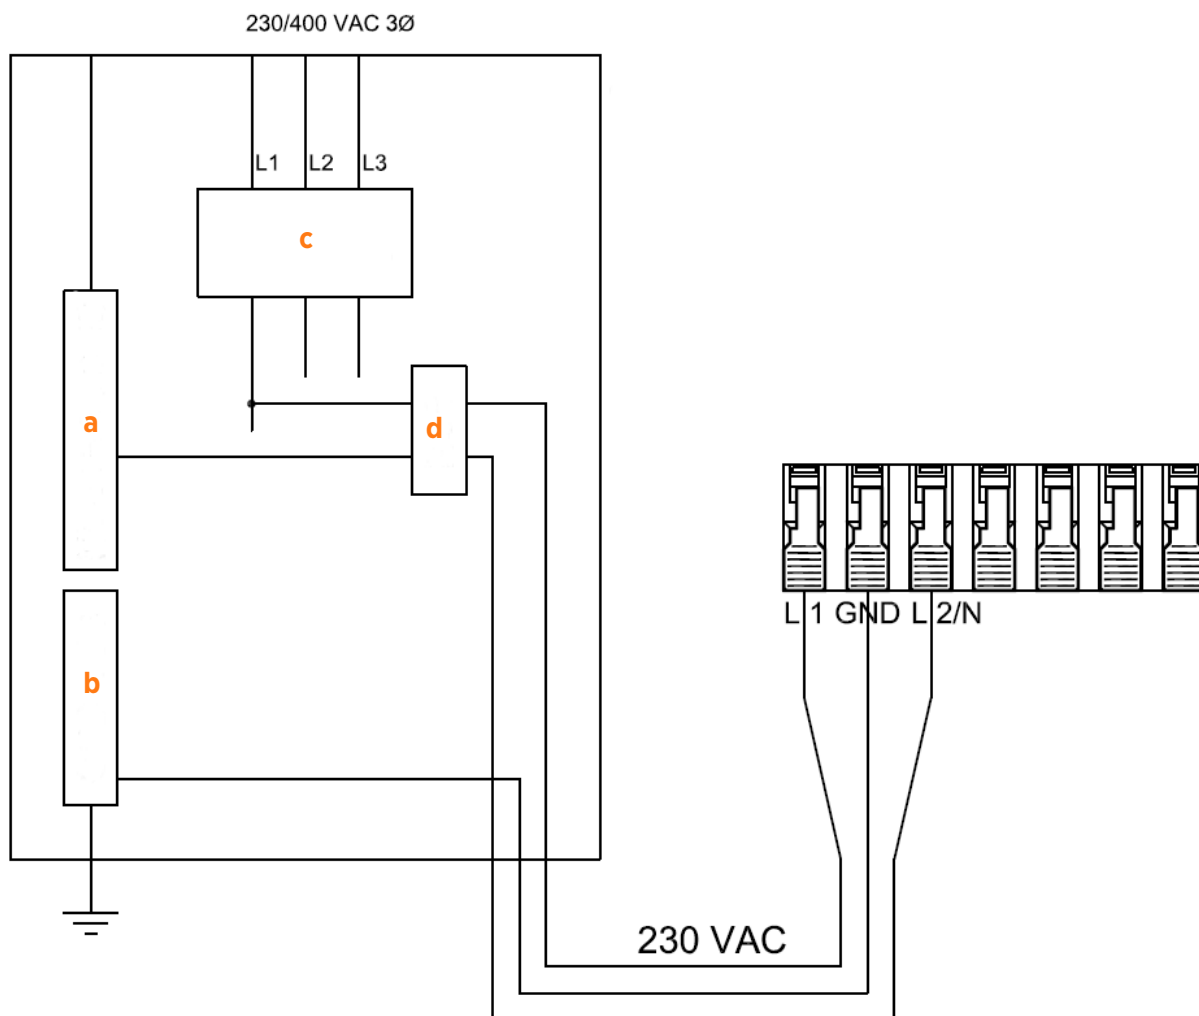 230/400 VAC 3Ø
L1 L2 L3
c
a
d
L 1 GND L 2/N
b
230 VAC